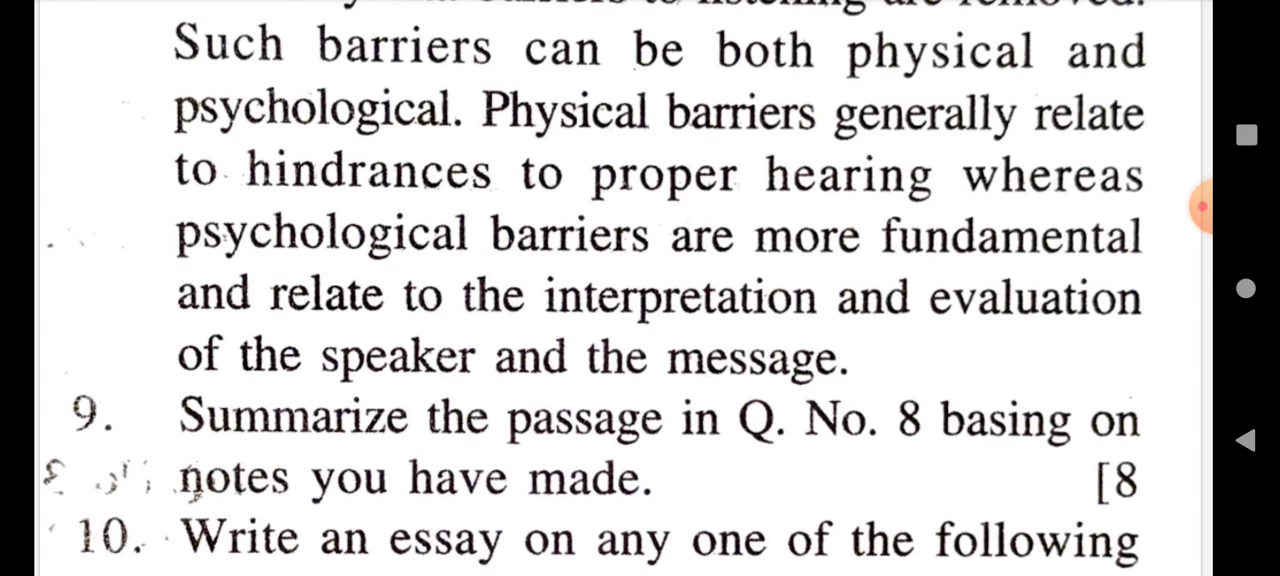 Such barriers can be both physical and
psychological. Physical barriers generally relate
to hindrances to proper hearing whereas
psychological barriers are more fundamental
and relate to the interpretation and evaluation
of the speaker and the message.
9. Summarize the passage in Q. No. 8 basing on
notes you have made. [8
10. Write an essay on any one of the following